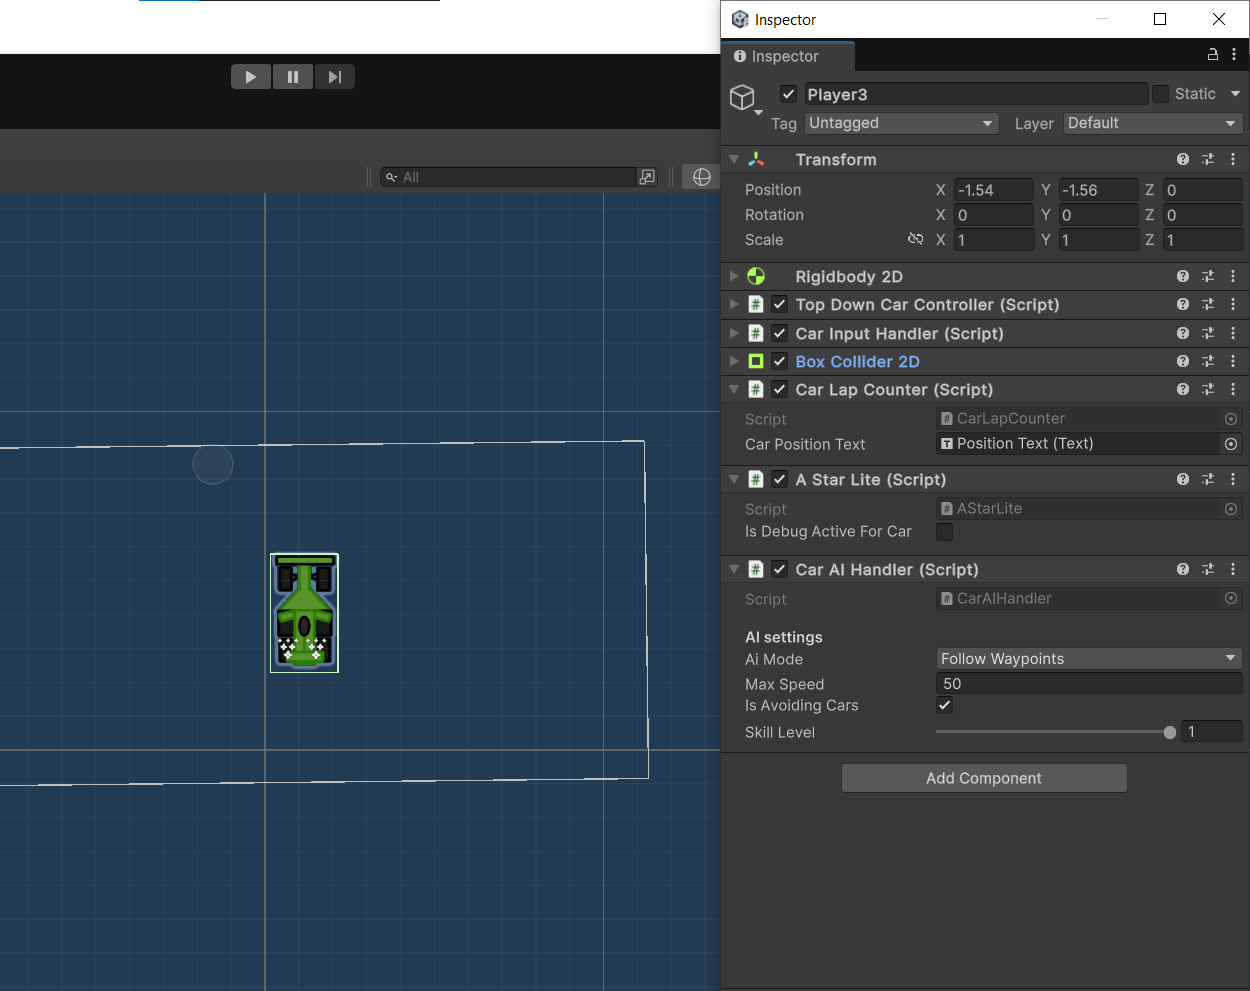 Inspector
Inspector
Player3
Static
Tag Untagged Layer Default
Transform
Position X -1.54 Y -1.56 Z 0
Rotation X 0 Y 0 Z 0
Scale X 1 Y 1 Z 1
Rigidbody 2D
# Top Down Car Controller (Script)
# Car Input Handler (Script)
Box Collider 2D
# Car Lap Counter (Script)
Script # CarLapCounter
Car Position Text T Position Text (Text)
# A Star Lite (Script)
Script # AStarLite
Is Debug Active For Car
# Car AI Handler (Script)
Script # CarAIHandler
AI settings
Ai Mode Follow Waypoints
Max Speed 50
Is Avoiding Cars
Skill Level 1
Add Component
All